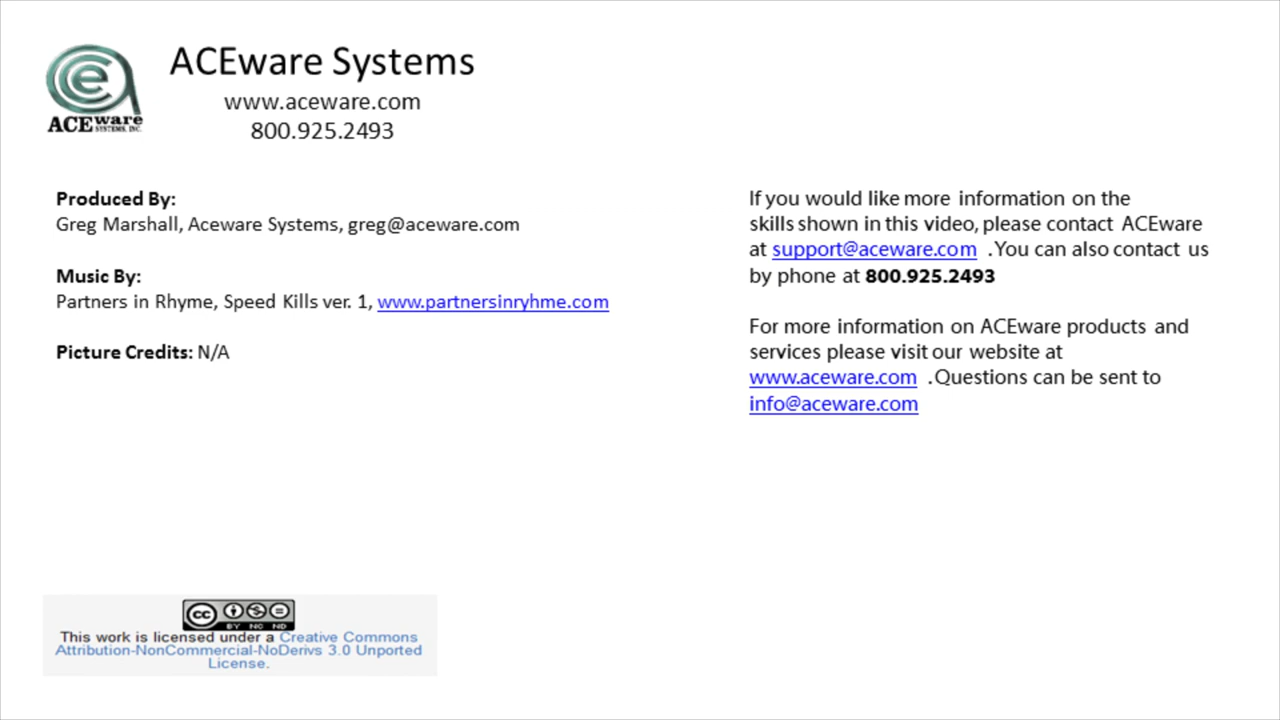 ACEware
SYSTEMS, INC.
ACEware Systems
www.aceware.com
800.925.2493
Produced By:
Greg Marshall, Aceware Systems, greg@aceware.com
Music By:
Partners in Rhyme, Speed Kills ver. 1, www.partnersinryhme.com
Picture Credits: N/A
If you would like more information on the
skills shown in this video, please contact ACEware
at support@aceware.com . You can also contact us
by phone at 800.925.2493
For more information on ACEware products and
services please visit our website at
www.aceware.com . Questions can be sent to
info@aceware.com
cc
BY NC ND
This work is licensed under a Creative Commons
Attribution-NonCommercial-NoDerivs 3.0 Unported
License.